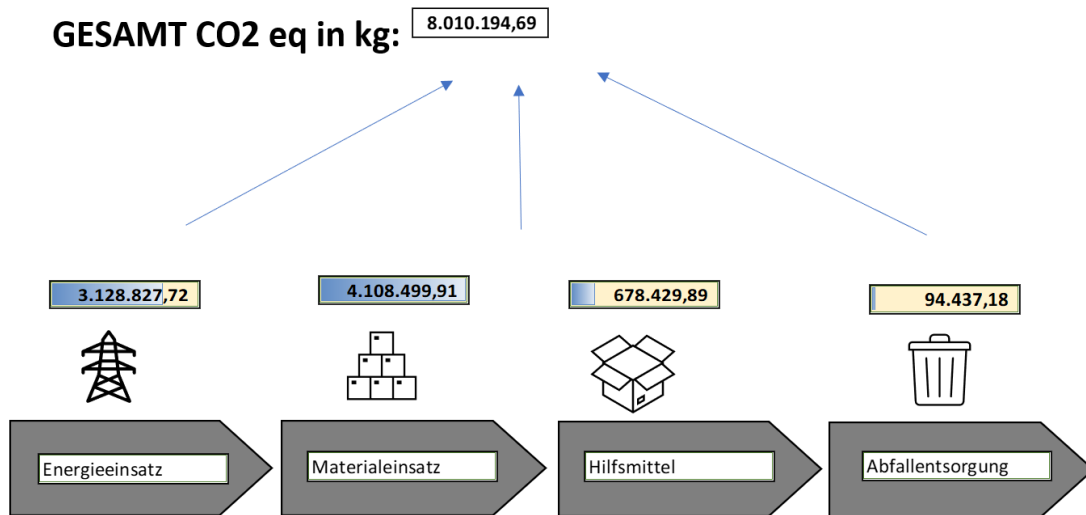 GESAMT CO2 eq in kg: 8.010.194,69
3.128.827,72 4.108.499,91 678.429,89 94.437,18
Energieeinsatz Materialeinsatz Hilfsmittel Abfallentsorgung